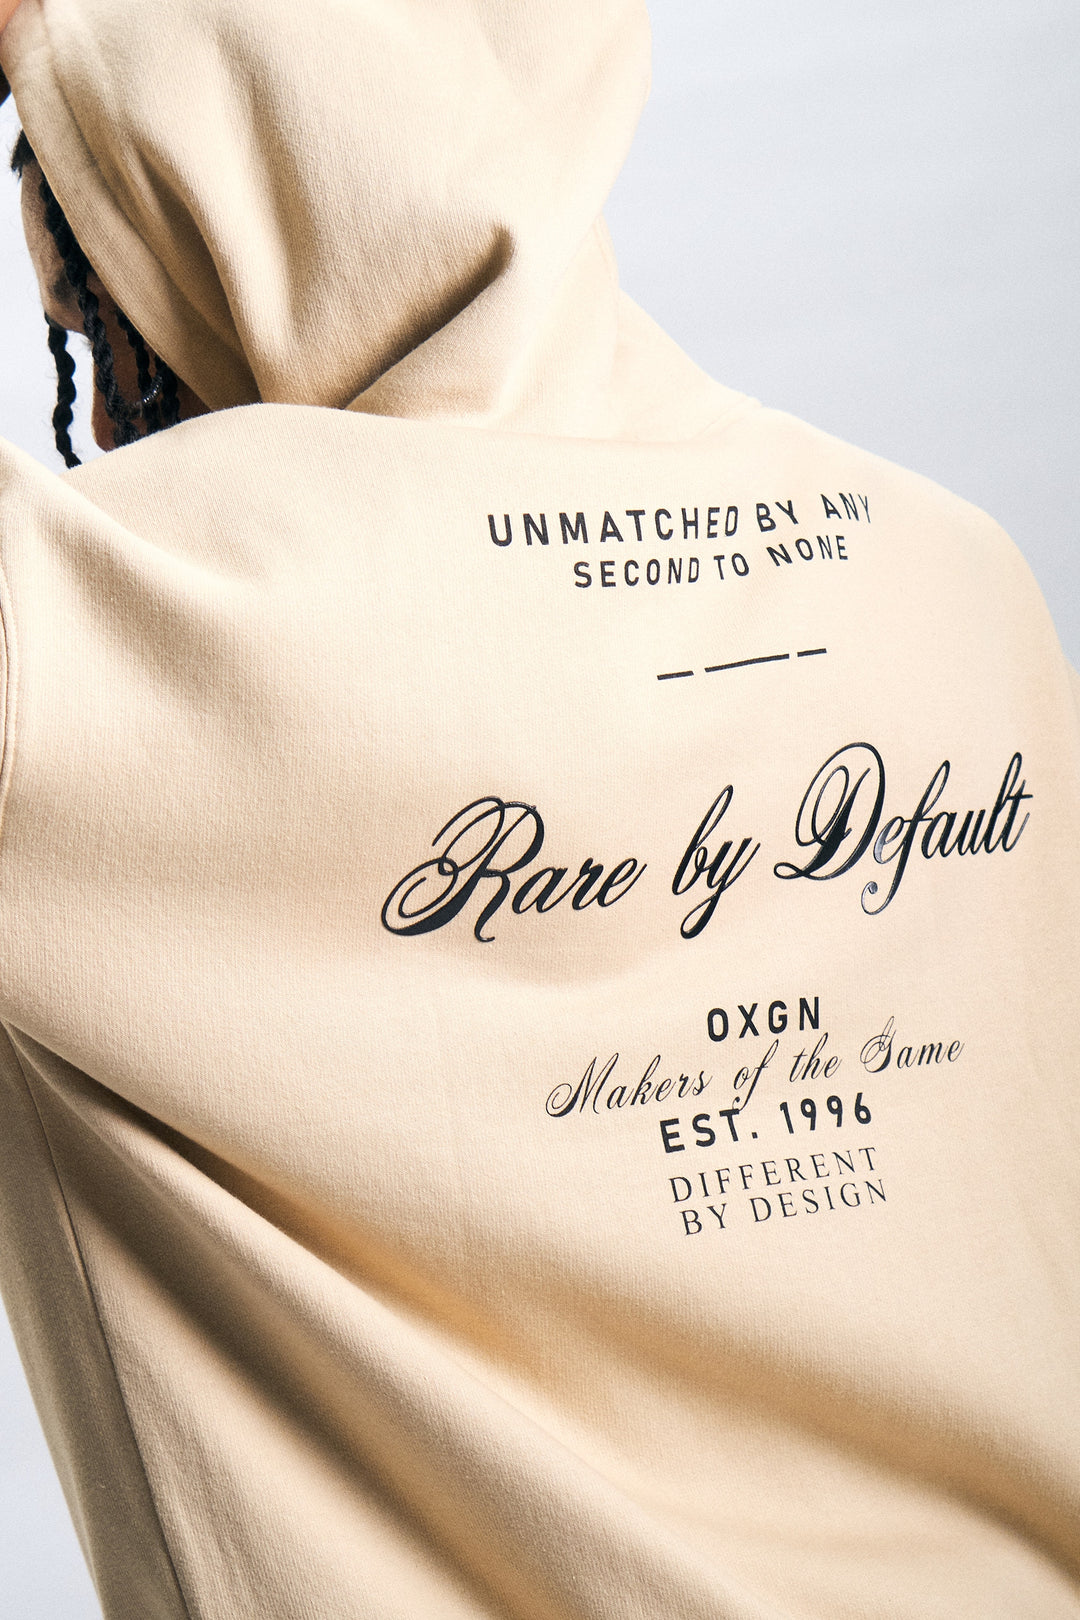 UNMATCHED BY ANY
SECOND TO NONE
Rare by Default
OXGN
Makers of the Game
EST. 1996
DIFFERENT
BY DESIGN